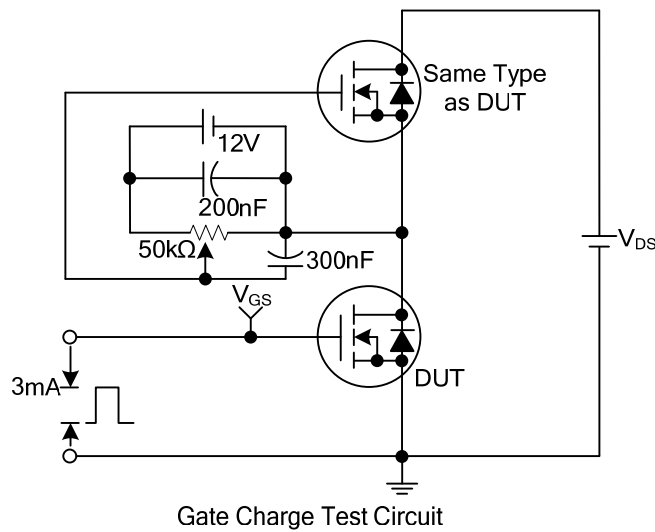 Same Type
as DUT
12V
200nF
50kΩ
300nF
V_DS
V_GS
3mA
DUT
Gate Charge Test Circuit